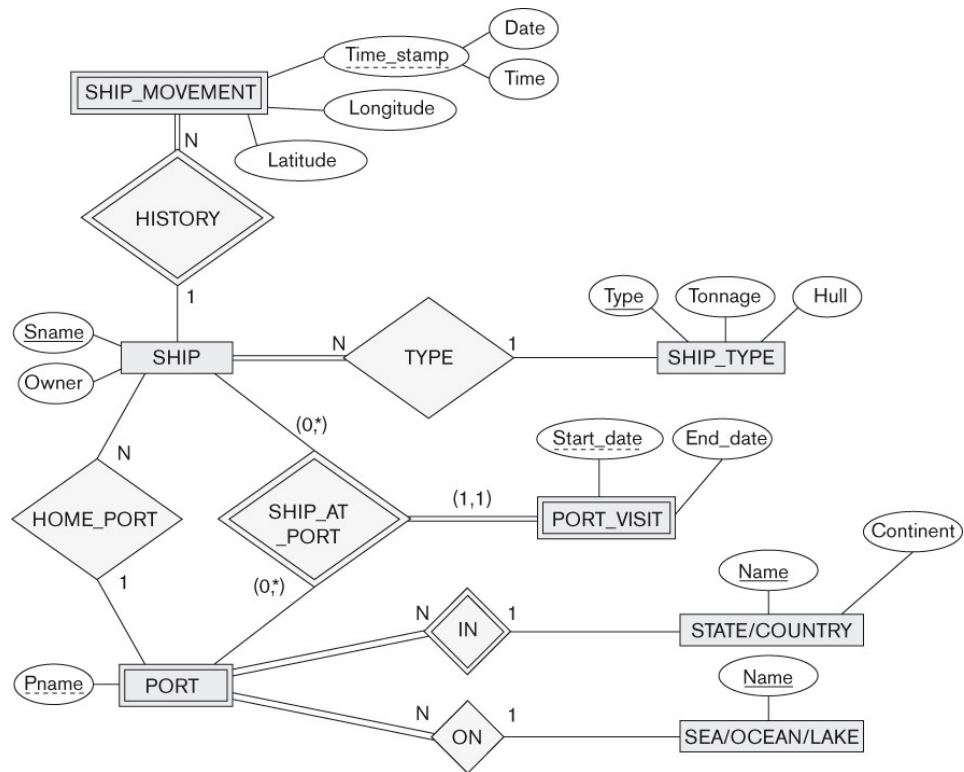 Date
Time_stamp
Time
SHIP_MOVEMENT
Longitude
N
Latitude
HISTORY
1
Type
Tonnage
Hull
Sname
N
TYPE
1
SHIP
SHIP_TYPE
Owner
(0,*)
Start_date
End_date
N
HOME_PORT
SHIP_AT
_PORT
(1,1)
PORT_VISIT
Continent
1
(0,*)
Name
N
IN
1
STATE/COUNTRY
Pname
PORT
Name
N
ON
1
SEA/OCEAN/LAKE